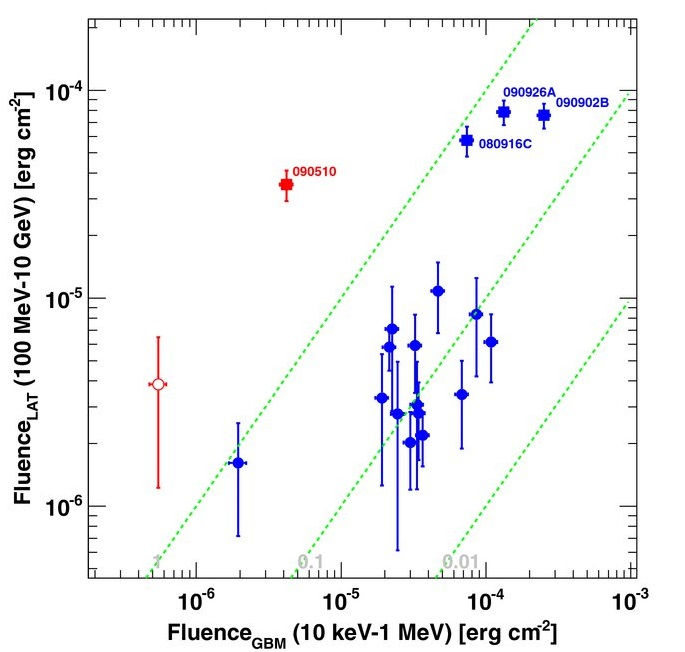 10⁻⁴
10⁻⁵
10⁻⁶
Fluence_LAT (100 MeV-10 GeV) [erg cm⁻²]
090926A
090902B
080916C
090510
1
0.1
0.01
10⁻⁶ 10⁻⁵ 10⁻⁴ 10⁻³
Fluence_GBM (10 keV-1 MeV) [erg cm⁻²]